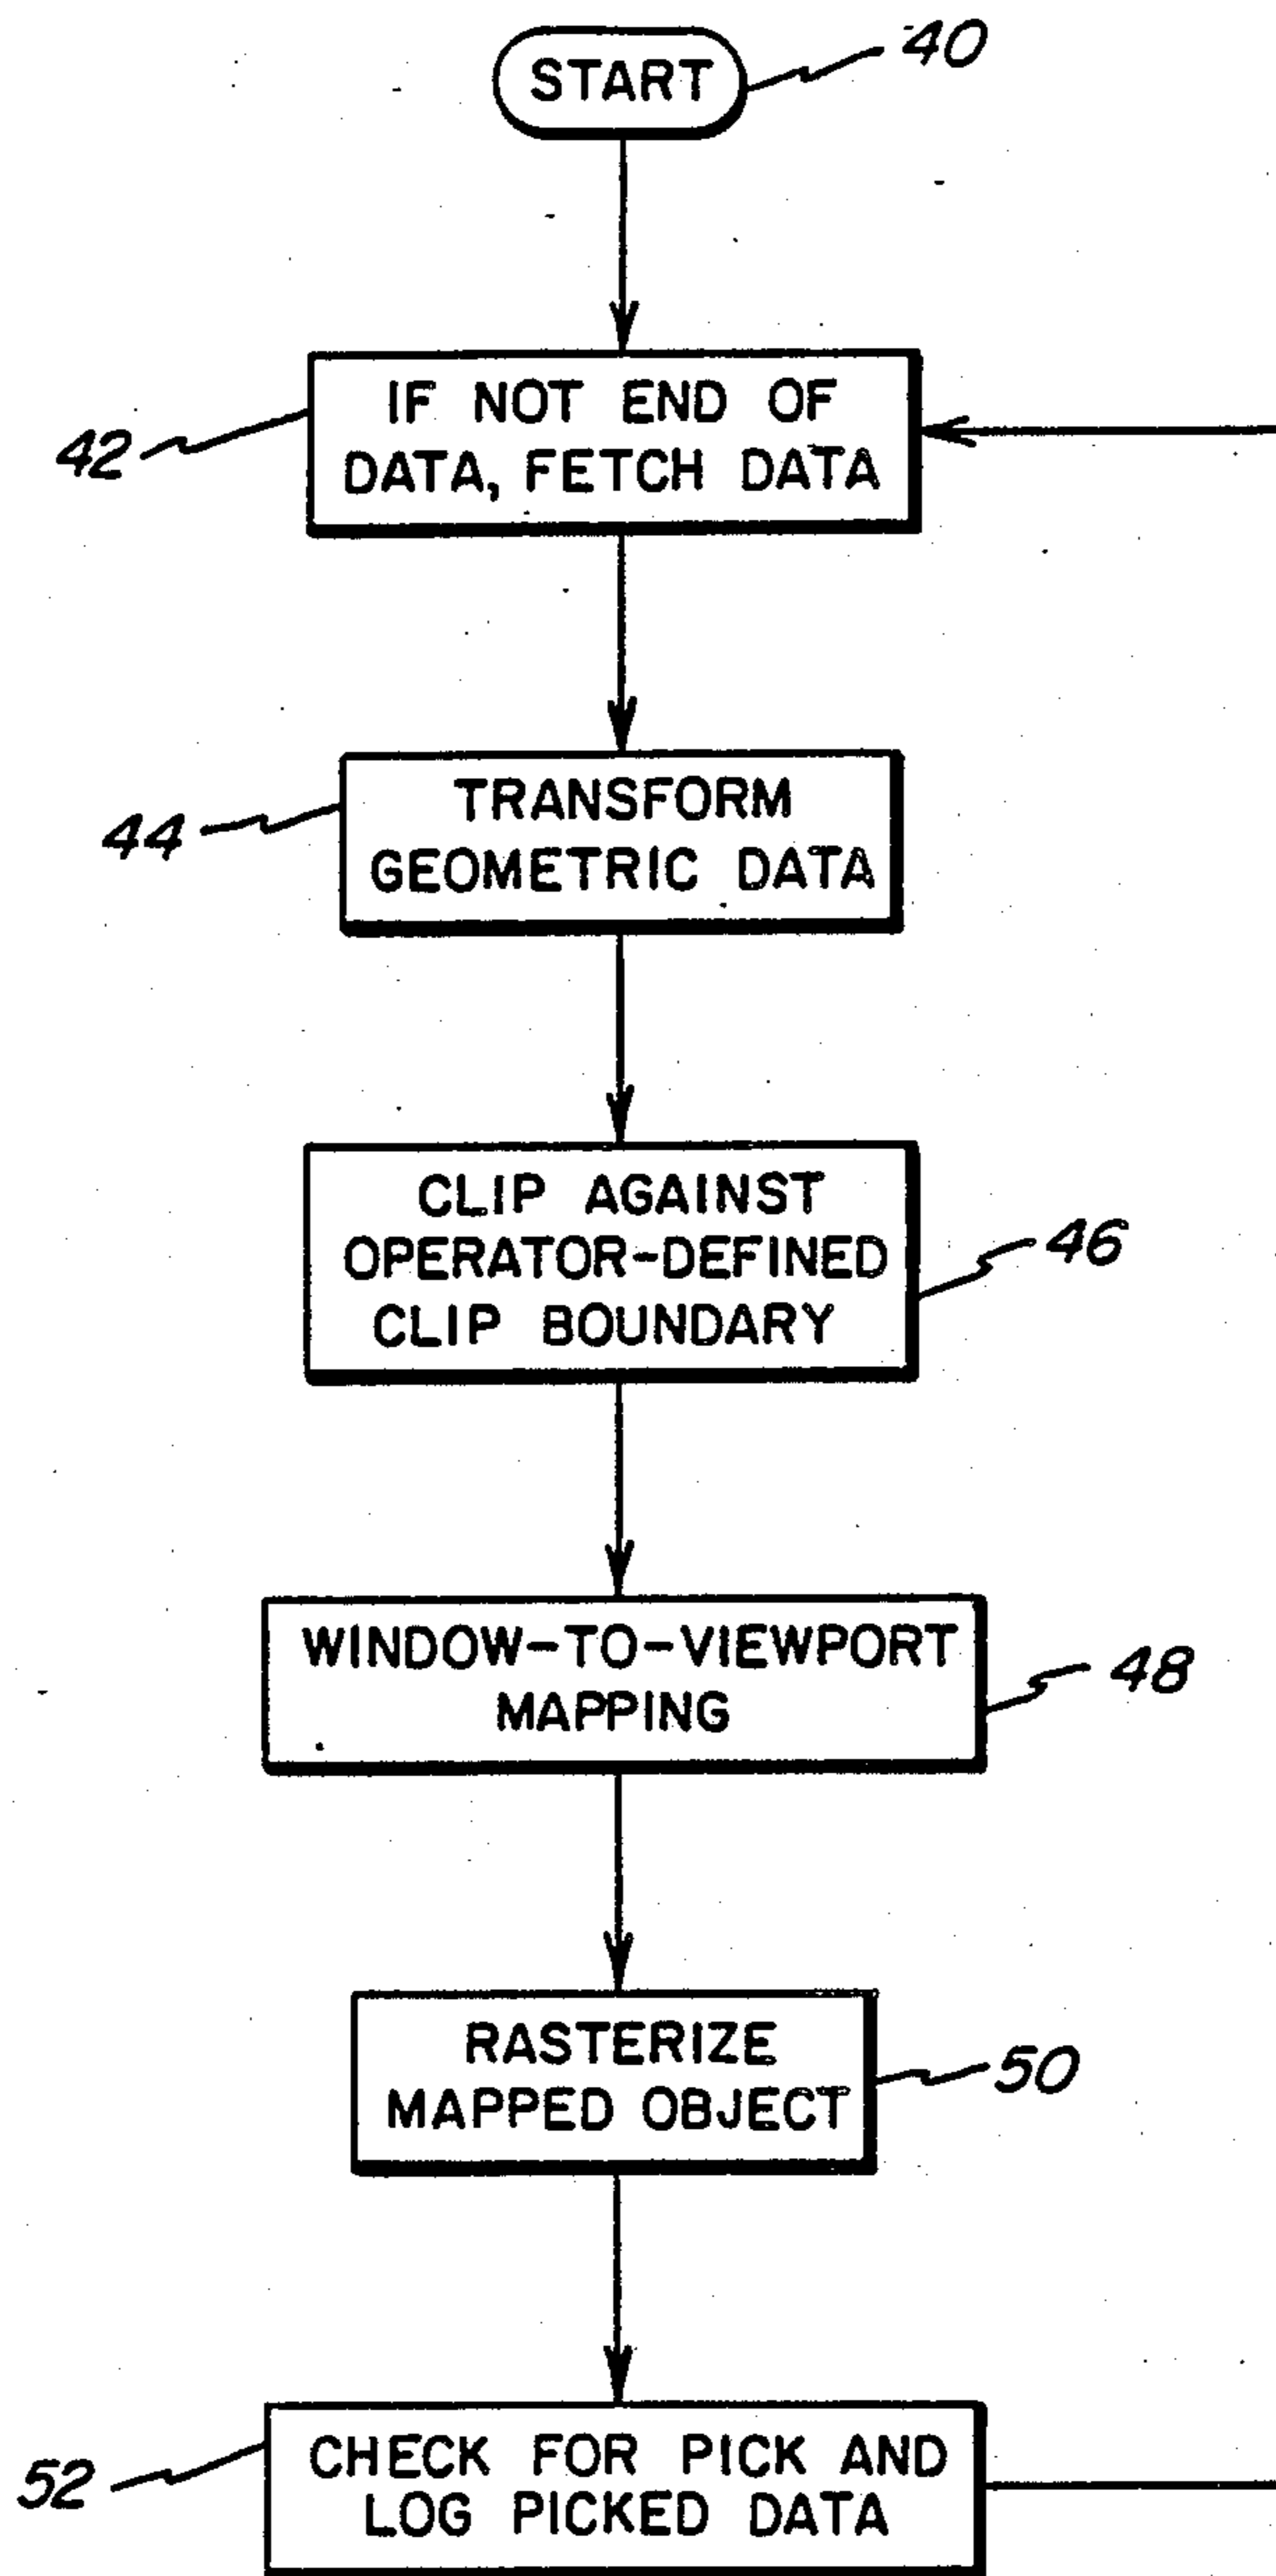 START
40
IF NOT END OF
DATA, FETCH DATA
42
TRANSFORM
GEOMETRIC DATA
44
CLIP AGAINST
OPERATOR-DEFINED
CLIP BOUNDARY
46
WINDOW-TO-VIEWPORT
MAPPING
48
RASTERIZE
MAPPED OBJECT
50
CHECK FOR PICK AND
LOG PICKED DATA
52